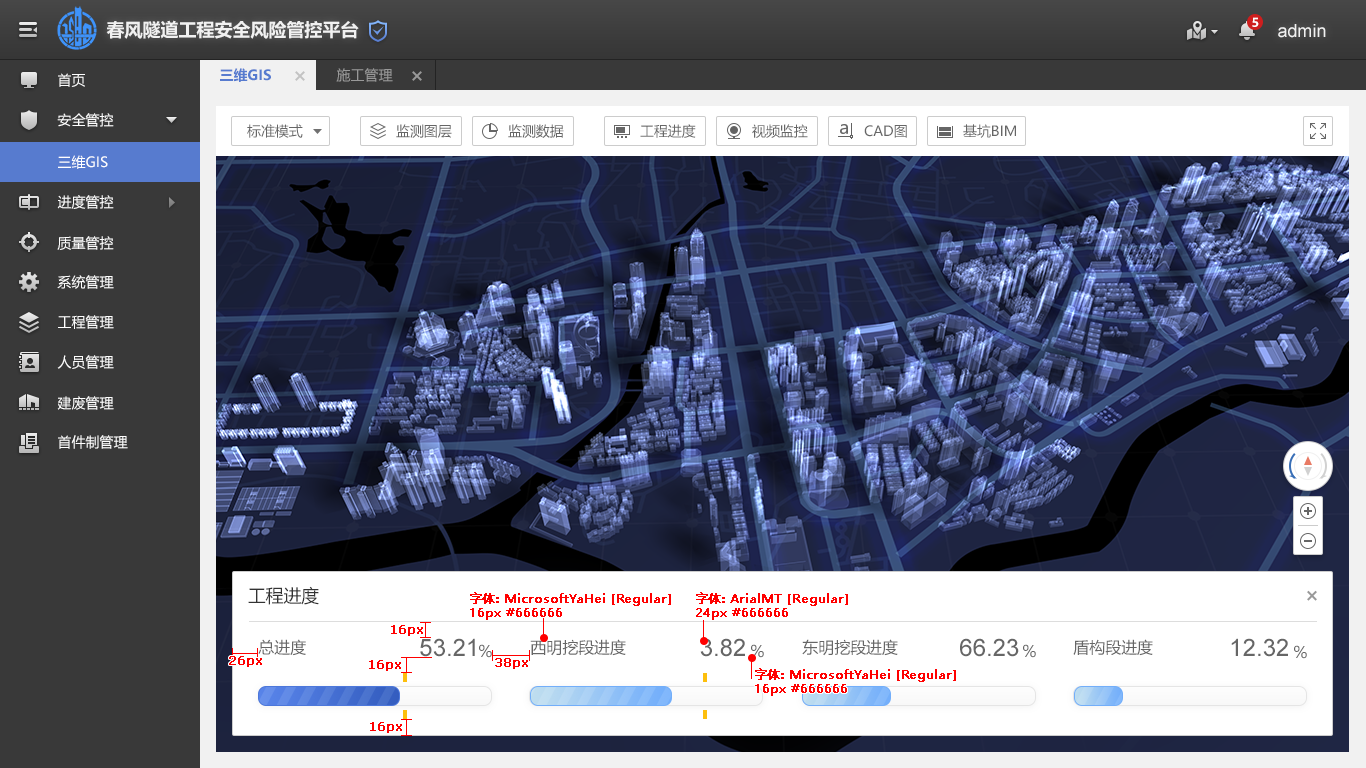 春风隧道工程安全风险管控平台
5
admin
首页
安全管控
三维GIS
进度管控
质量管控
系统管理
工程管理
人员管理
建废管理
首件制管理
三维GIS ×
施工管理 ×
标准模式
监测图层
监测数据
工程进度
视频监控
CAD图
基坑BIM
工程进度
×
字体: MicrosoftYaHei [Regular]
16px #666666
字体: ArialMT [Regular]
24px #666666
16px
总进度
53.21%
西明挖段进度
3.82 %
东明挖段进度
66.23 %
盾构段进度
12.32 %
26px
16px
38px
字体: MicrosoftYaHei [Regular]
16px #666666
16px